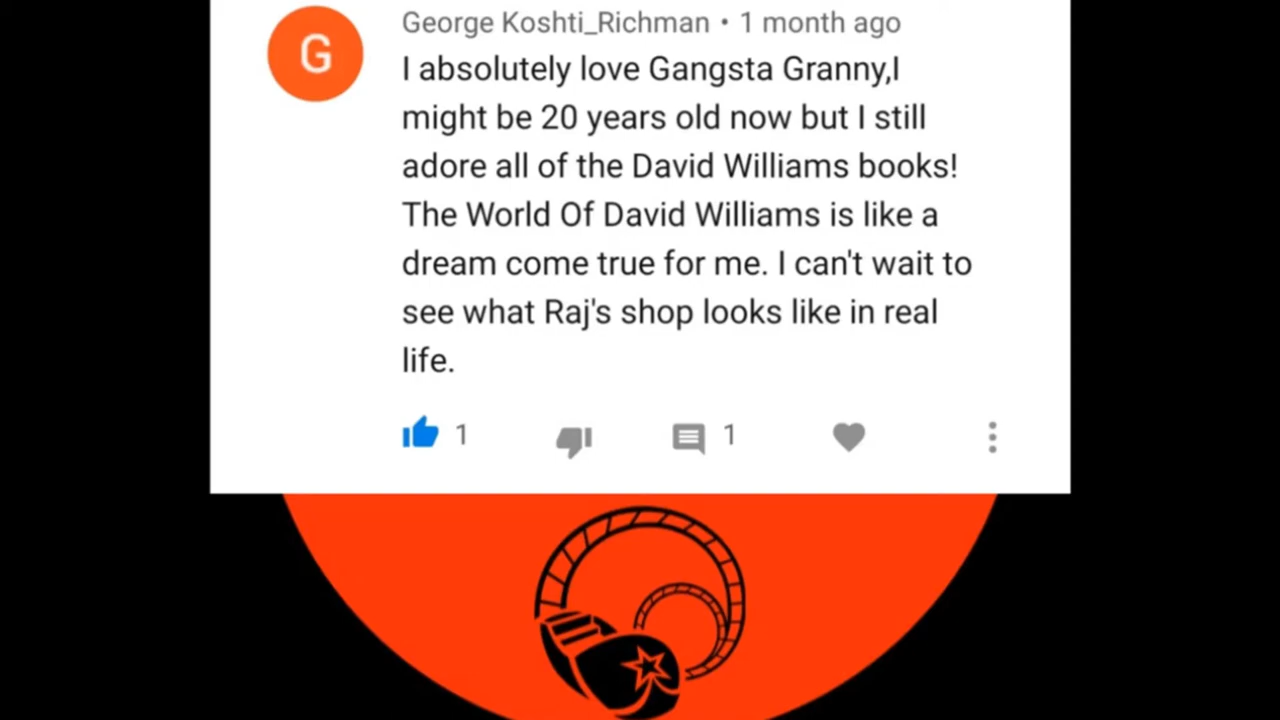 George Koshti_Richman • 1 month ago
G
I absolutely love Gangsta Granny,I
might be 20 years old now but I still
adore all of the David Williams books!
The World Of David Williams is like a
dream come true for me. I can't wait to
see what Raj's shop looks like in real
life.
1
1